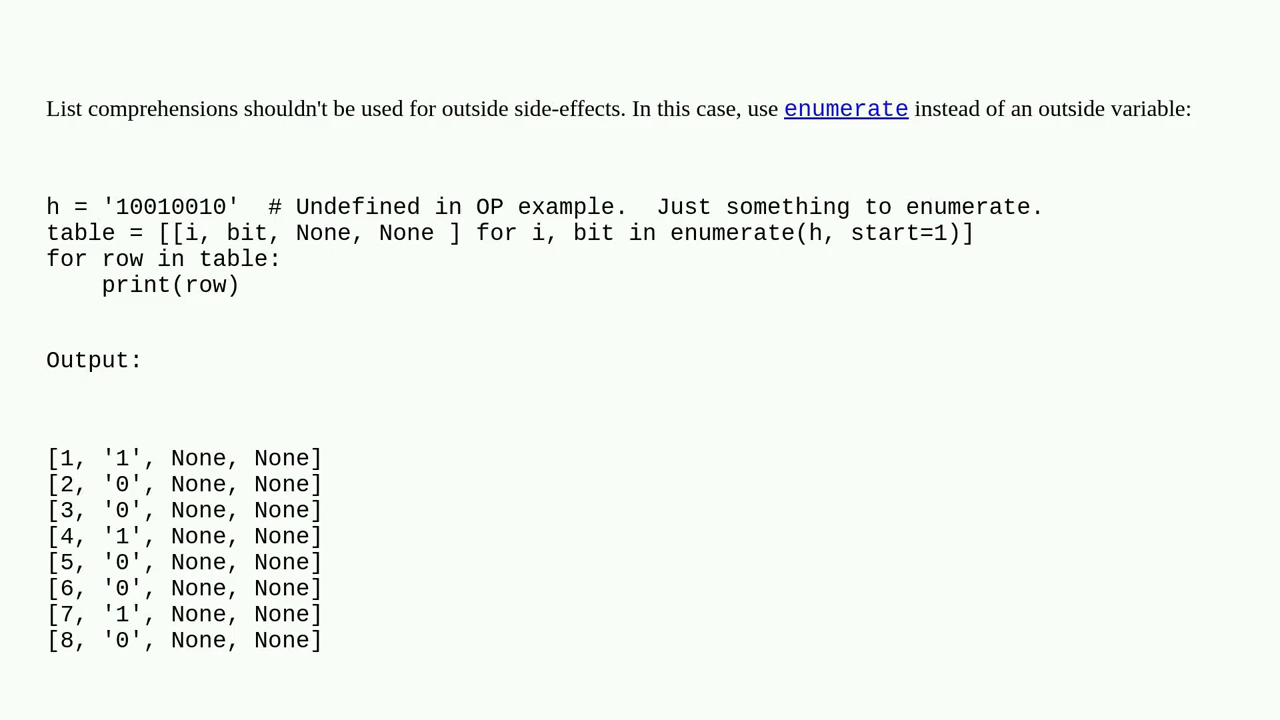 List comprehensions shouldn't be used for outside side-effects. In this case, use enumerate instead of an outside variable:
h = '10010010'  # Undefined in OP example.  Just something to enumerate.
table = [[i, bit, None, None ] for i, bit in enumerate(h, start=1)]
for row in table:
    print(row)
Output:
[1, '1', None, None]
[2, '0', None, None]
[3, '0', None, None]
[4, '1', None, None]
[5, '0', None, None]
[6, '0', None, None]
[7, '1', None, None]
[8, '0', None, None]